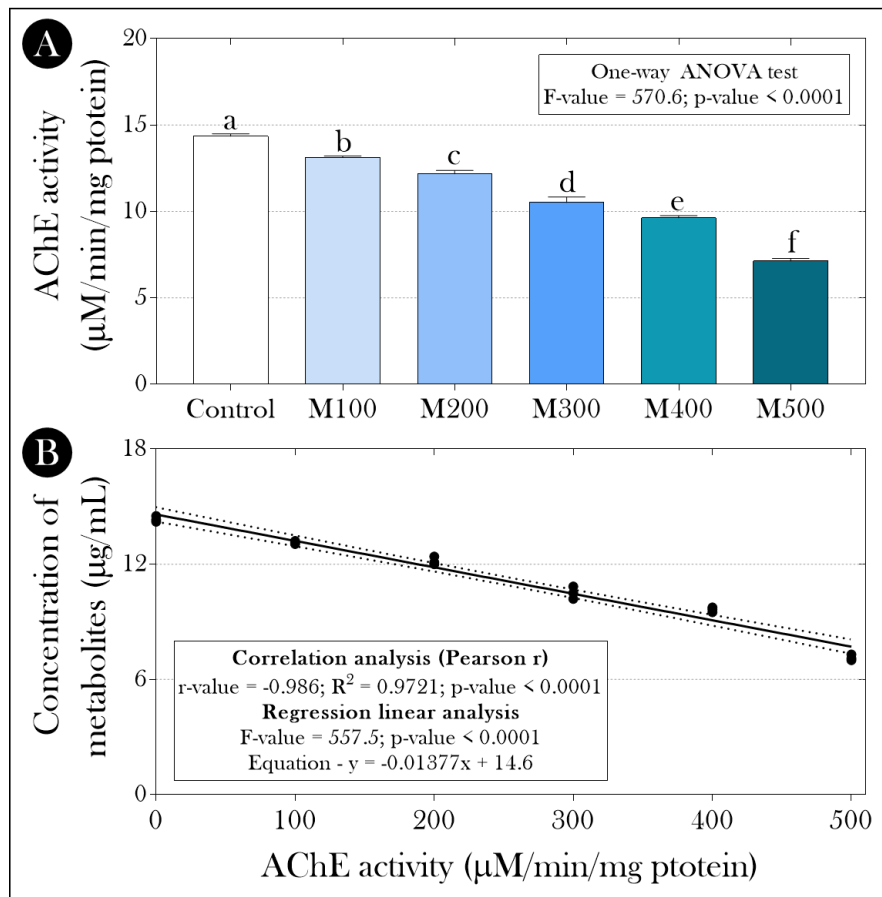 A
AChE activity
(μM/min/mg ptotein)
20
15
10
5
0
One-way ANOVA test
F-value = 570.6; p-value < 0.0001
a
b
c
d
e
f
Control M100 M200 M300 M400 M500
B
Concentration of
metabolites (μg/mL)
18
12
6
0
Correlation analysis (Pearson r)
r-value = -0.986; R² = 0.9721; p-value < 0.0001
Regression linear analysis
F-value = 557.5; p-value < 0.0001
Equation - y = -0.01377x + 14.6
0 100 200 300 400 500
AChE activity (μM/min/mg ptotein)